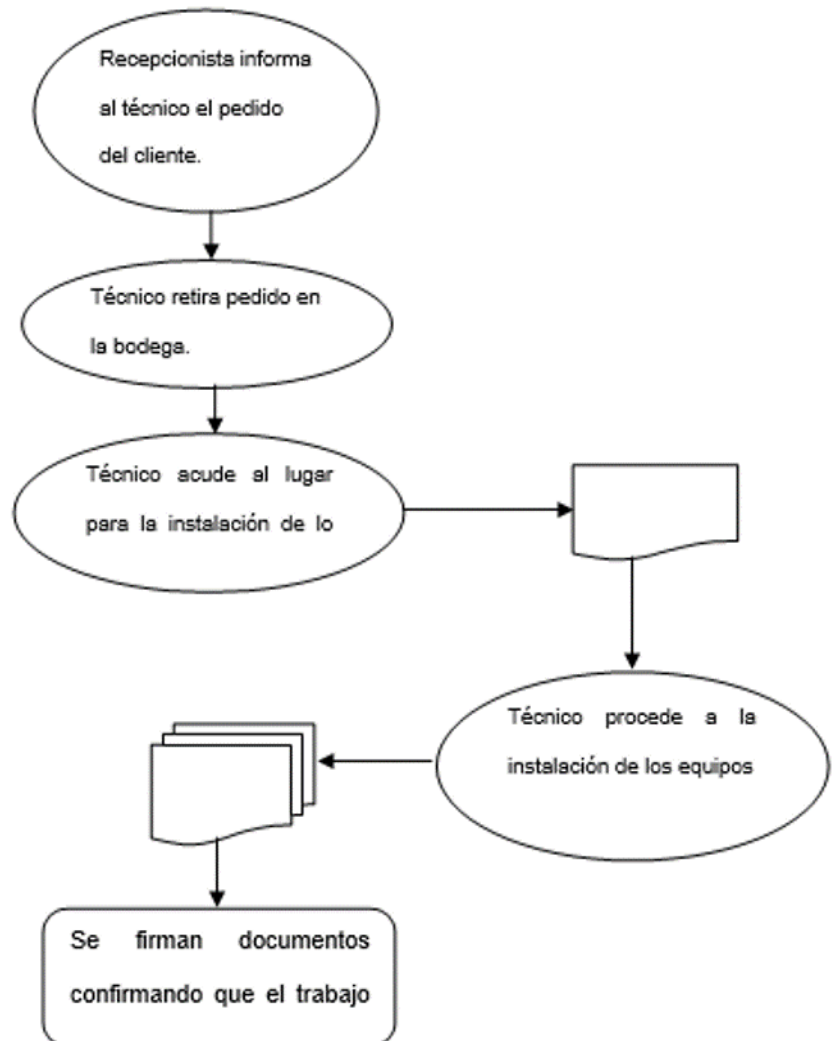 Recepcionista informa
al técnico el pedido
del cliente.
Técnico retira pedido en
la bodega.
Técnico acude al lugar
para la instalación de lo
Técnico procede a la
instalación de los equipos
Se firman documentos
confirmando que el trabajo